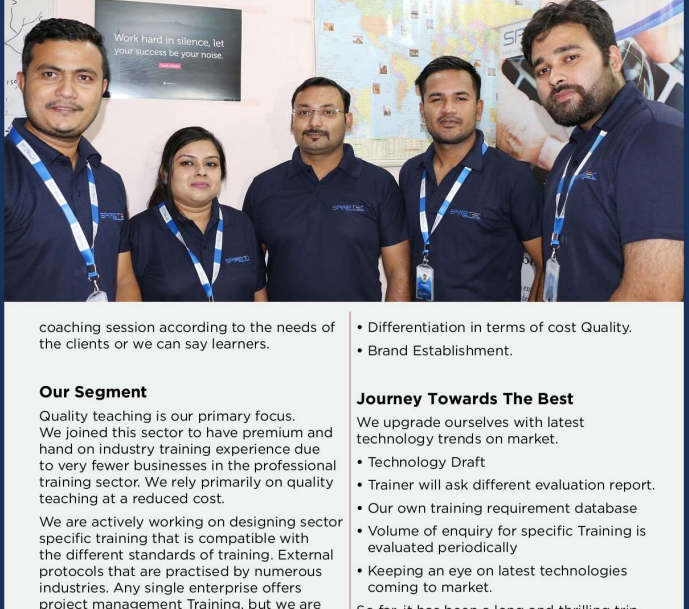 Work hard in silence, let
your success be your noise.
SPIRETEC
SPIRETEC
coaching session according to the needs of
the clients or we can say learners.
Our Segment
Quality teaching is our primary focus.
We joined this sector to have premium and
hand on industry training experience due
to very fewer businesses in the professional
training sector. We rely primarily on quality
teaching at a reduced cost.
We are actively working on designing sector
specific training that is compatible with
the different standards of training. External
protocols that are practised by numerous
industries. Any single enterprise offers
project management Training, but we are
• Differentiation in terms of cost Quality.
• Brand Establishment.
Journey Towards The Best
We upgrade ourselves with latest
technology trends on market.
• Technology Draft
• Trainer will ask different evaluation report.
• Our own training requirement database
• Volume of enquiry for specific Training is
evaluated periodically
• Keeping an eye on latest technologies
coming to market.
So far, it has been a long and thrilling trip